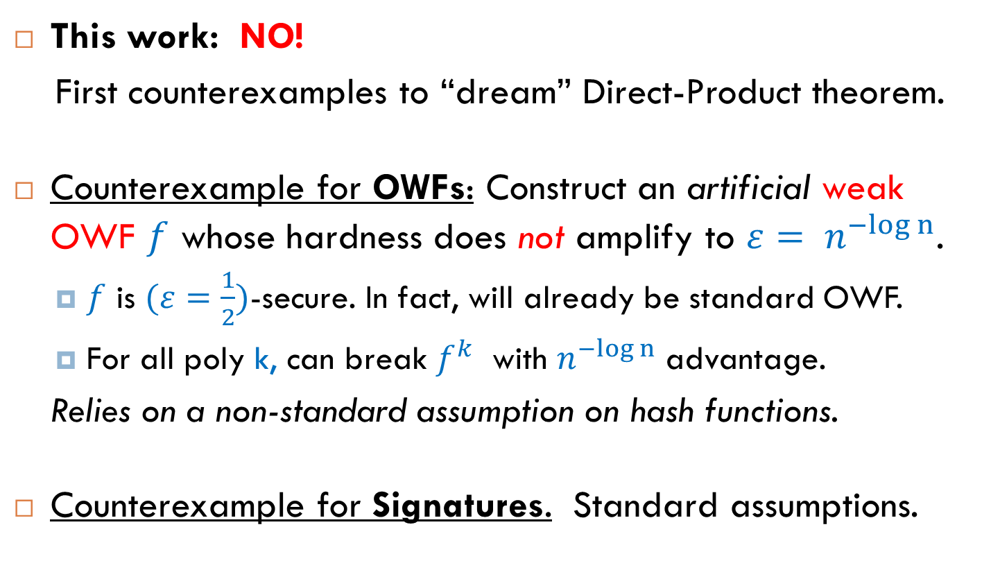 This work: NO!
First counterexamples to “dream” Direct-Product theorem.
Counterexample for OWFs: Construct an artificial weak
OWF f whose hardness does not amplify to ε = n^{−log n}.
f is (ε = 1/2)-secure. In fact, will already be standard OWF.
For all poly k, can break f^k with n^{−log n} advantage.
Relies on a non-standard assumption on hash functions.
Counterexample for Signatures. Standard assumptions.